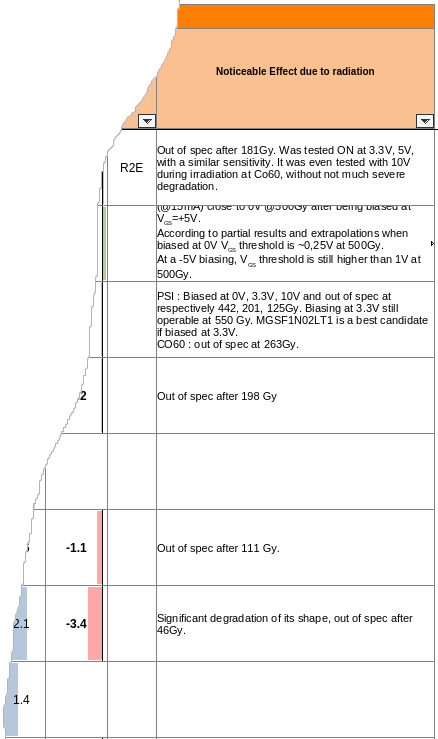 Noticeable Effect due to radiation
R2E
Out of spec after 181Gy. Was tested ON at 3.3V, 5V,
with a similar sensitivity. It was even tested with 10V
during irradiation at Co60, without not much severe
degradation.
(@15mA) close to 0V @500Gy after being biased at
VGS=+5V.
According to partial results and extrapolations when
biased at 0V VGS threshold is ~0,25V at 500Gy.
At a -5V biasing, VGS threshold is still higher than 1V at
500Gy.
PSI : Biased at 0V, 3.3V, 10V and out of spec at
respectively 442, 201, 125Gy. Biasing at 3.3V still
operable at 550 Gy. MGSF1N02LT1 is a best candidate
if biased at 3.3V.
CO60 : out of spec at 263Gy.
2
Out of spec after 198 Gy
-1.1
Out of spec after 111 Gy.
2.1
-3.4
Significant degradation of its shape, out of spec after
46Gy.
1.4